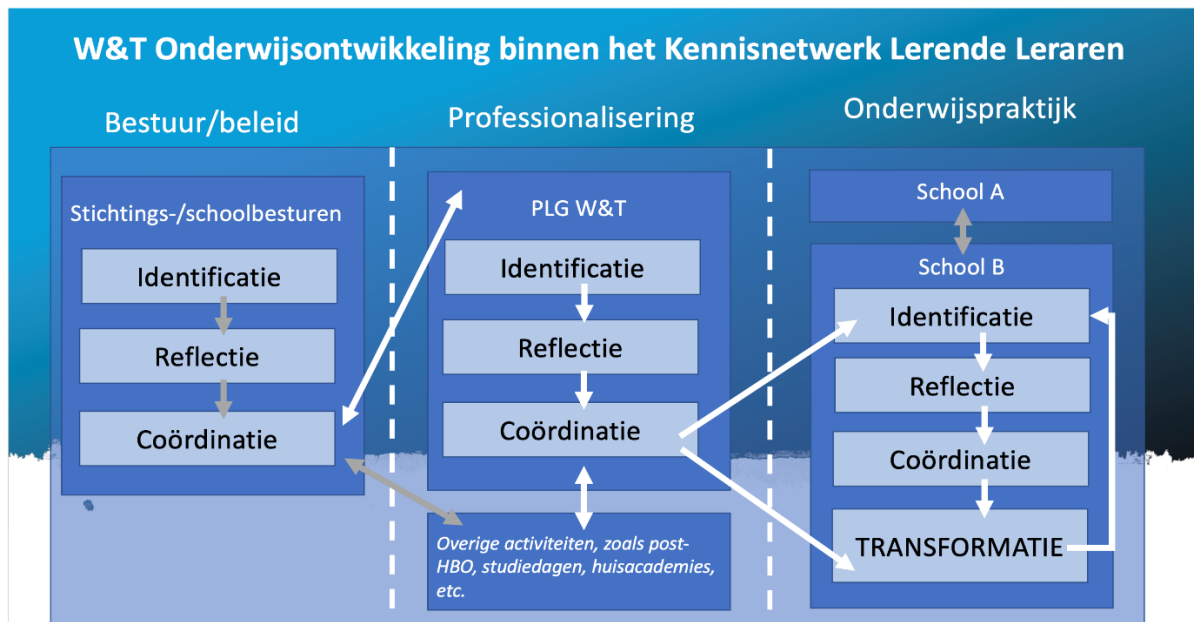 W&T Onderwijsontwikkeling binnen het Kennisnetwerk Lerende Leraren
Bestuur/beleid
Stichtings-/schoolbesturen
Identificatie
Reflectie
Coördinatie
Professionalisering
PLG W&T
Identificatie
Reflectie
Coördinatie
Overige activiteiten, zoals post-
HBO, studiedagen, huisacademies,
etc.
Onderwijspraktijk
School A
School B
Identificatie
Reflectie
Coördinatie
TRANSFORMATIE